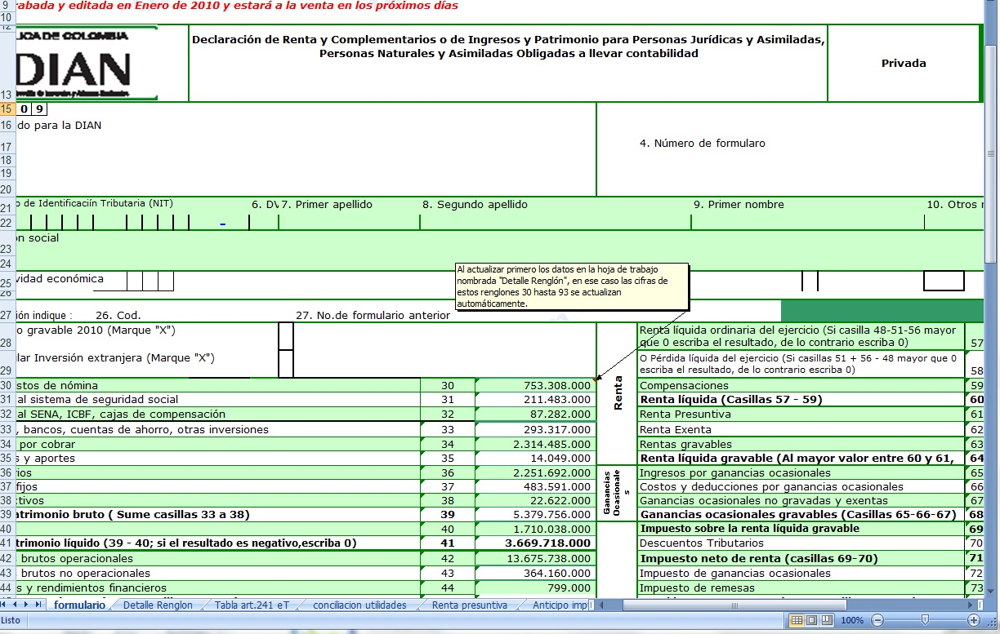 9 rabada y editada en Enero de 2010 y estará a la venta en los próximos días
10
12
LICA DE COLOMBIA
DIAN
Declaración de Renta y Complementarios o de Ingresos y Patrimonio para Personas Jurídicas y Asimiladas,
Personas Naturales y Asimiladas Obligadas a llevar contabilidad
Privada
13
15 0 9
16 do para la DIAN
17 4. Número de formularo
18
19
20
21 o de Identificaciín Tributaria (NIT) 6. DV 7. Primer apellido 8. Segundo apellido 9. Primer nombre 10. Otros
22 -
23 n social
24
25 vidad económica
26
Al actualizar primero los datos en la hoja de trabajo
nombrada "Detalle Renglón", en ese caso las cifras de
estos renglones 30 hasta 93 se actualizan
automáticamente.
27 ión indique : 26. Cod. 27. No.de formulario anterior
28 o gravable 2010 (Marque "X")
Renta líquida ordinaria del ejercicio (Si casilla 48-51-56 mayor
que 0 escriba el resultado, de lo contrario escriba 0) 57
29 lar Inversión extranjera (Marque "X")
O Pérdida líquida del ejercicio (Si casillas 51 + 56 - 48 mayor que 0
escriba el resultado, de lo contrario escriba 0) 58
Renta
30 stos de nómina 30 753.308.000 Compensaciones 59
31 al sistema de seguridad social 31 211.483.000 Renta líquida (Casillas 57 - 59) 60
32 al SENA, ICBF, cajas de compensación 32 87.282.000 Renta Presuntiva 61
33 , bancos, cuentas de ahorro, otras inversiones 33 293.317.000 Renta Exenta 62
34 por cobrar 34 2.314.485.000 Rentas gravables 63
35 s y aportes 35 14.049.000 Renta líquida gravable (Al mayor valor entre 60 y 61, 64
Ganancias
Ocasionale
s
36 rios 36 2.251.692.000 Ingresos por ganancias ocasionales 65
37 fijos 37 483.591.000 Costos y deducciones por ganancias ocasionales 66
38 ctivos 38 22.622.000 Ganancias ocasionales no gravadas y exentas 67
39 atrimonio bruto ( Sume casillas 33 a 38) 39 5.379.756.000 Ganancias ocasionales gravables (Casillas 65-66-67) 68
40 40 1.710.038.000 Impuesto sobre la renta líquida gravable 69
41 trimonio líquido (39 - 40; si el resultado es negativo,escriba 0) 41 3.669.718.000 Descuentos Tributarios 70
42 brutos operacionales 42 13.675.738.000 Impuesto neto de renta (casillas 69-70) 71
43 brutos no operacionales 43 364.160.000 Impuesto de ganancias ocasionales 72
44 s y rendimientos financieros 44 799.000 Impuesto de remesas 73
formulario Detalle Renglon Tabla art.241 eT conciliacion utilidades Renta presuntiva Anticipo imp
Listo 100%